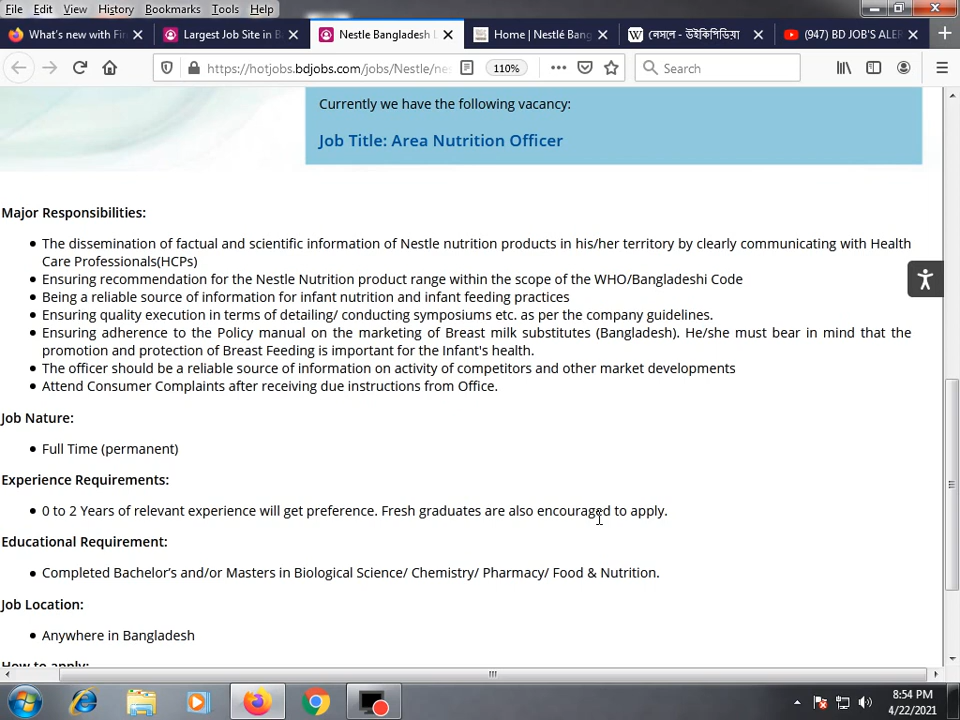 File Edit View History Bookmarks Tools Help
What's new with Fir
Largest Job Site in B
Nestle Bangladesh L
Home | Nestlé Bang
নেসলে - উইকিপিডিয়া
(947) BD JOB'S ALER
https://hotjobs.bdjobs.com/jobs/Nestle/ne
110%
Search
Currently we have the following vacancy:
Job Title: Area Nutrition Officer
Major Responsibilities:
The dissemination of factual and scientific information of Nestle nutrition products in his/her territory by clearly communicating with Health
Care Professionals(HCPs)
Ensuring recommendation for the Nestle Nutrition product range within the scope of the WHO/Bangladeshi Code
Being a reliable source of information for infant nutrition and infant feeding practices
Ensuring quality execution in terms of detailing/ conducting symposiums etc. as per the company guidelines.
Ensuring adherence to the Policy manual on the marketing of Breast milk substitutes (Bangladesh). He/she must bear in mind that the
promotion and protection of Breast Feeding is important for the Infant's health.
The officer should be a reliable source of information on activity of competitors and other market developments
Attend Consumer Complaints after receiving due instructions from Office.
Job Nature:
Full Time (permanent)
Experience Requirements:
0 to 2 Years of relevant experience will get preference. Fresh graduates are also encouraged to apply.
Educational Requirement:
Completed Bachelor's and/or Masters in Biological Science/ Chemistry/ Pharmacy/ Food & Nutrition.
Job Location:
Anywhere in Bangladesh
How to apply:
8:54 PM
4/22/2021